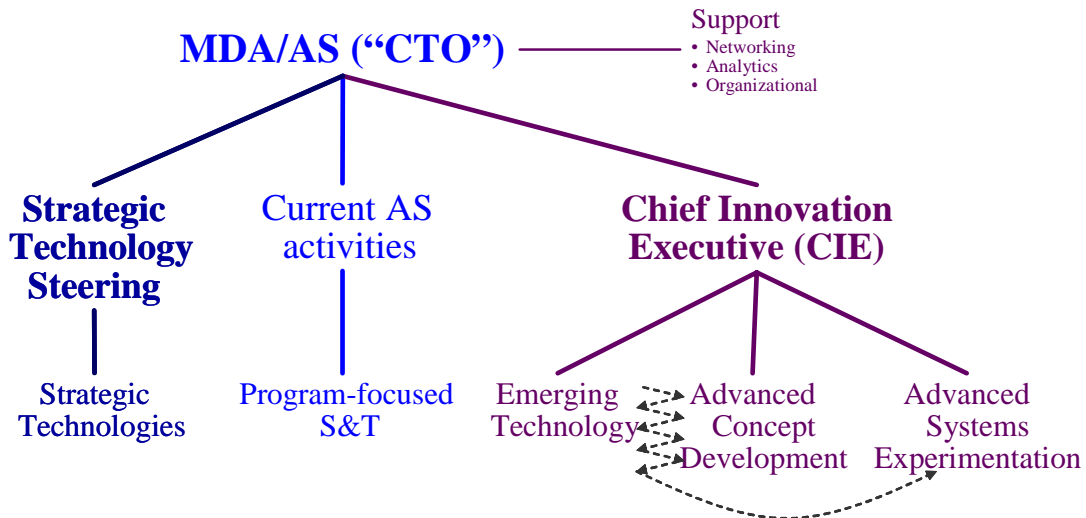 MDA/AS (“CTO”)
Support
• Networking
• Analytics
• Organizational
Strategic
Technology
Steering
Current AS
activities
Chief Innovation
Executive (CIE)
Strategic
Technologies
Program-focused
S&T
Emerging
Technology
Advanced
Concept
Development
Advanced
Systems
Experimentation